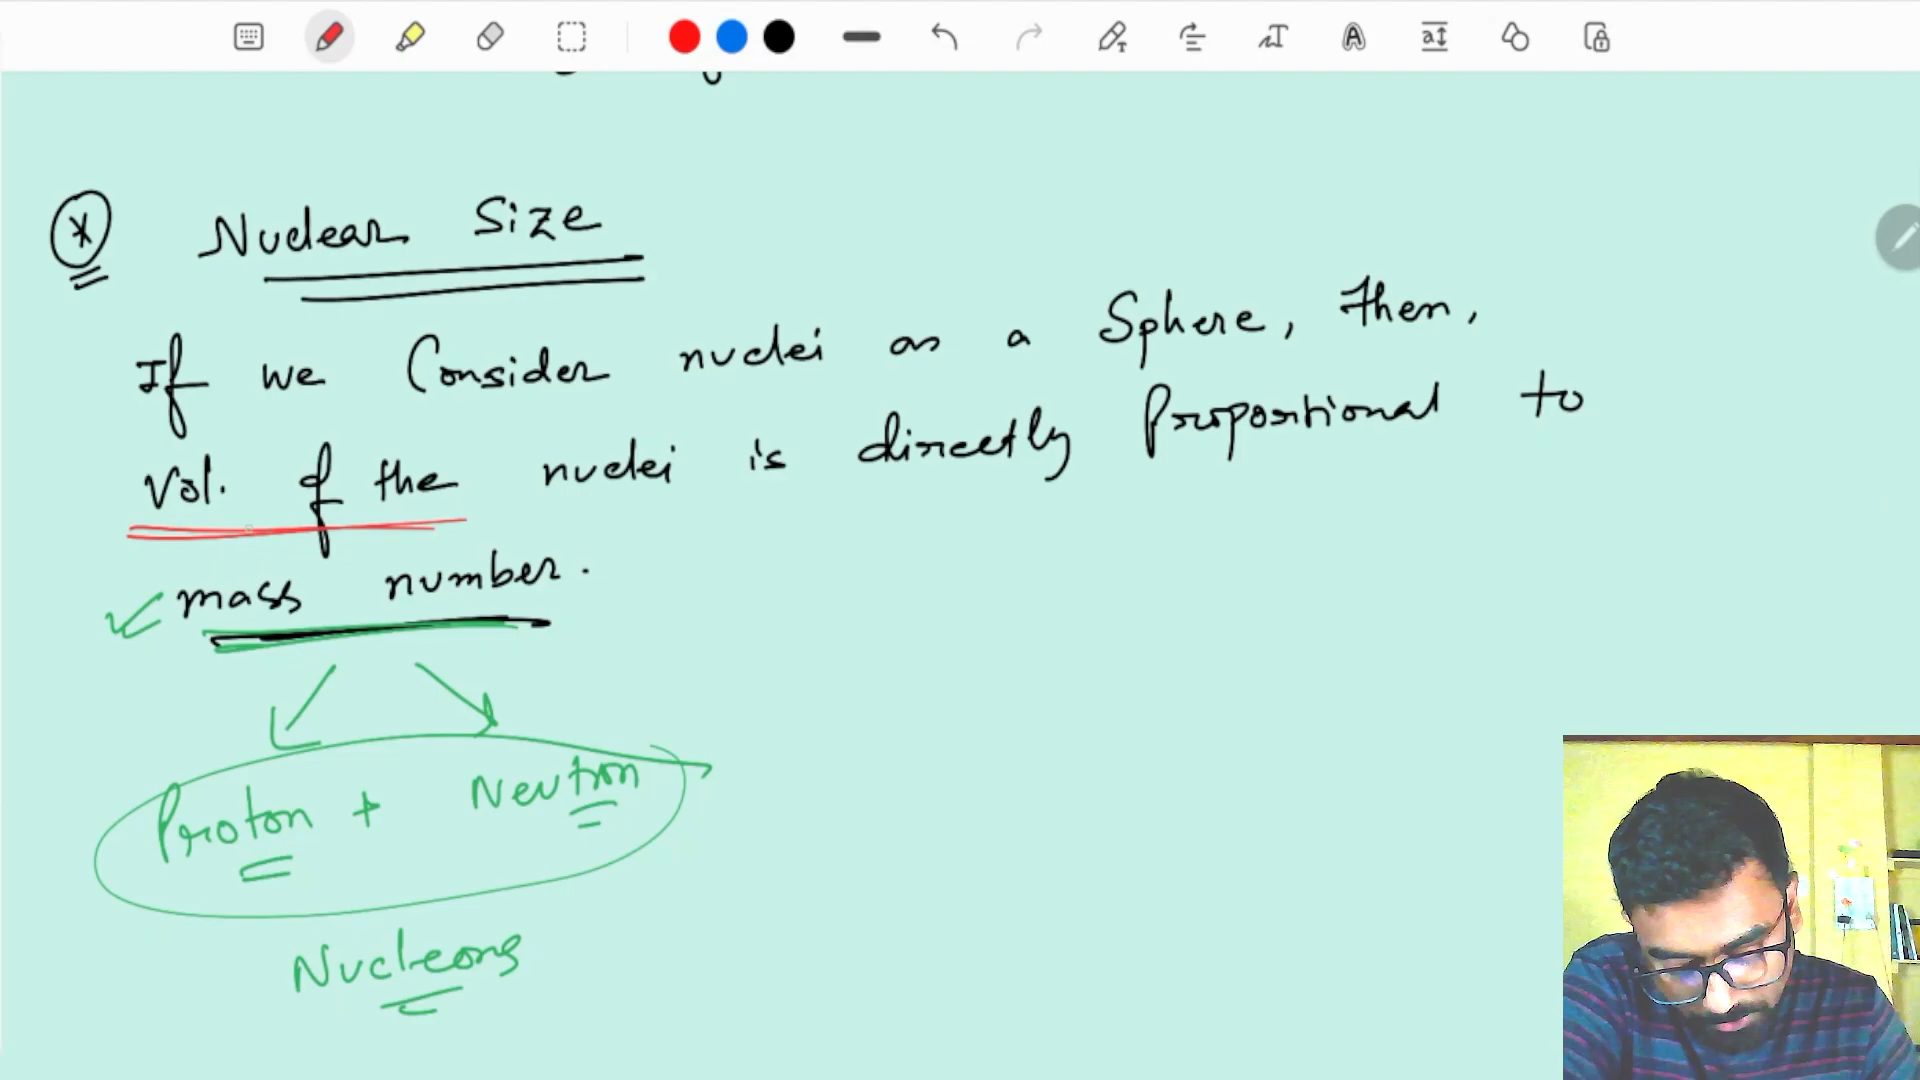 Nuclear Size
If we Consider nuclei as a Sphere, then,
Vol. of the nuclei is directly Proportional to
mass number.
Proton + Neutron
Nucleons